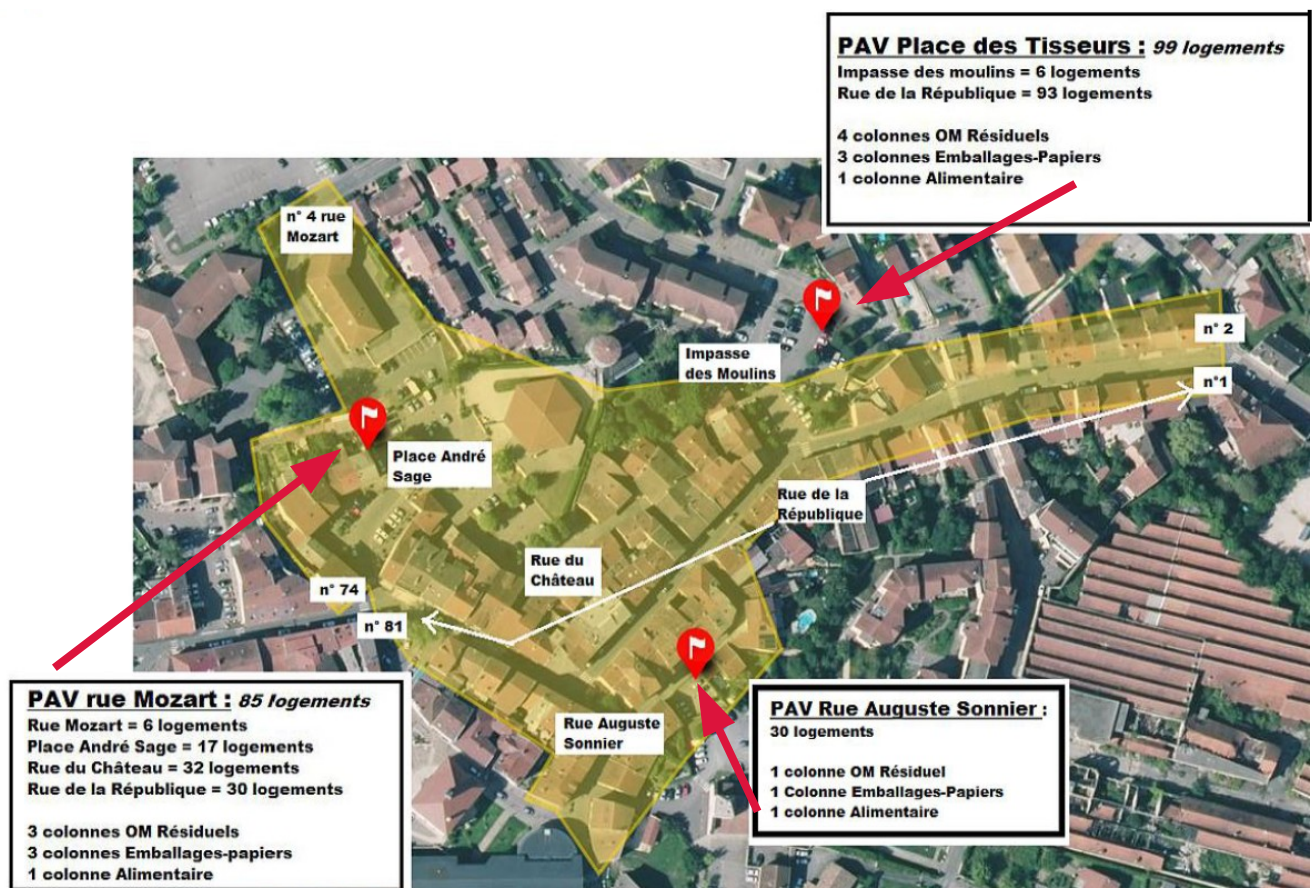 PAV Place des Tisseurs : 99 logements
Impasse des moulins = 6 logements
Rue de la République = 93 logements
4 colonnes OM Résiduels
3 colonnes Emballages-Papiers
1 colonne Alimentaire
n° 4 rue
Mozart
n° 2
Impasse
des Moulins
n°1
Place André
Sage
Rue de la
République
Rue du
Château
n° 74
n° 81
PAV rue Mozart : 85 logements
Rue Mozart = 6 logements
Place André Sage = 17 logements
Rue du Château = 32 logements
Rue de la République = 30 logements
3 colonnes OM Résiduels
3 colonnes Emballages-papiers
1 colonne Alimentaire
Rue Auguste
Sonnier
PAV Rue Auguste Sonnier :
30 logements
1 colonne OM Résiduel
1 Colonne Emballages-Papiers
1 colonne Alimentaire